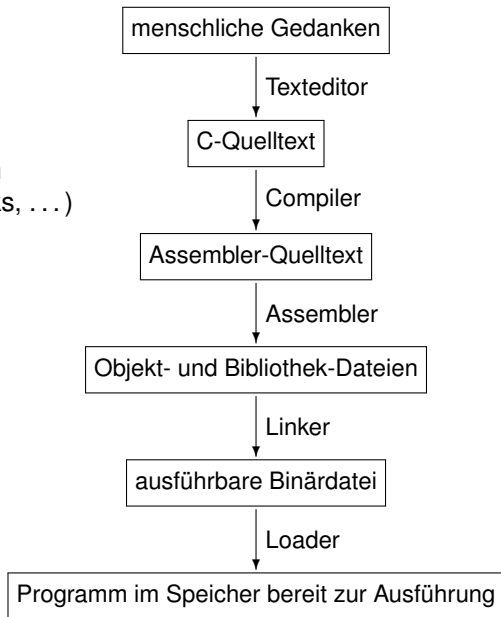 menschliche Gedanken
Texteditor
C-Quelltext
s, . . . )
Compiler
Assembler-Quelltext
Assembler
Objekt- und Bibliothek-Dateien
Linker
ausführbare Binärdatei
Loader
Programm im Speicher bereit zur Ausführung